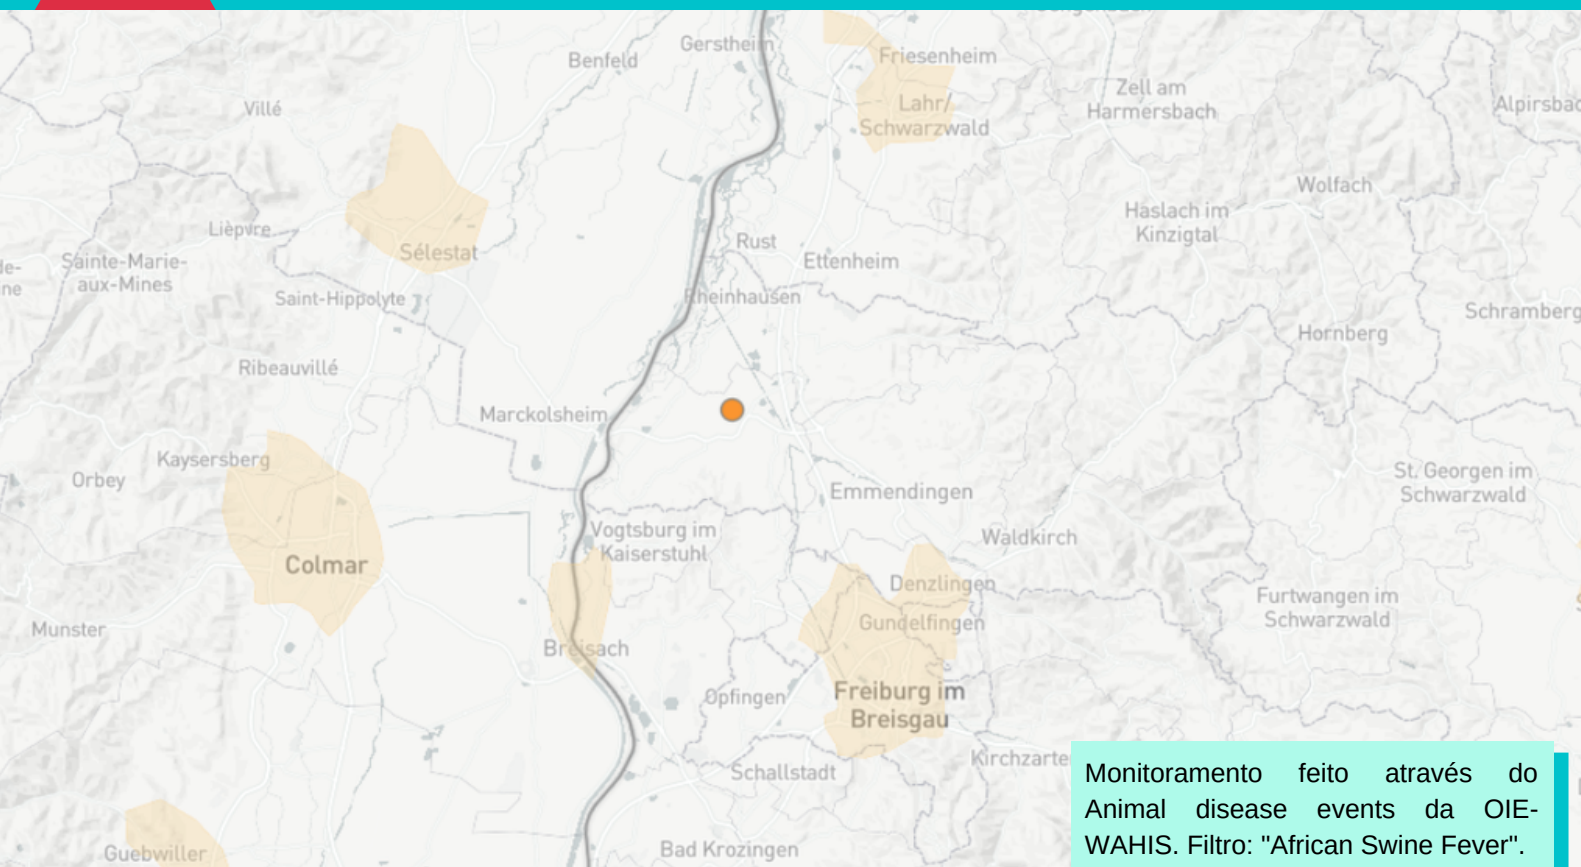 Gerstheim
Benfeld
Friesenheim
Zell am
Harmersbach
Villé
Lahr/
Schwarzwald
Wolfach
Haslach im
Kinzigtal
Lièpvre
Sélestat
Rust
Ettenheim
Sainte-Marie-
aux-Mines
Saint-Hippolyte
Rheinhausen
Schramberg
Hornberg
Ribeauvillé
Marckolsheim
Kaysersberg
Orbey
St. Georgen im
Schwarzwald
Emmendingen
Vogtsburg im
Kaiserstuhl
Waldkirch
Colmar
Denzlingen
Gundelfingen
Furtwangen im
Schwarzwald
Munster
Breisach
Opfingen
Freiburg im
Breisgau
Kirchzarte
Schallstadt
Bad Krozingen
Guebwiller
Monitoramento feito através do
Animal disease events da OIE-
WAHIS. Filtro: "African Swine Fever".